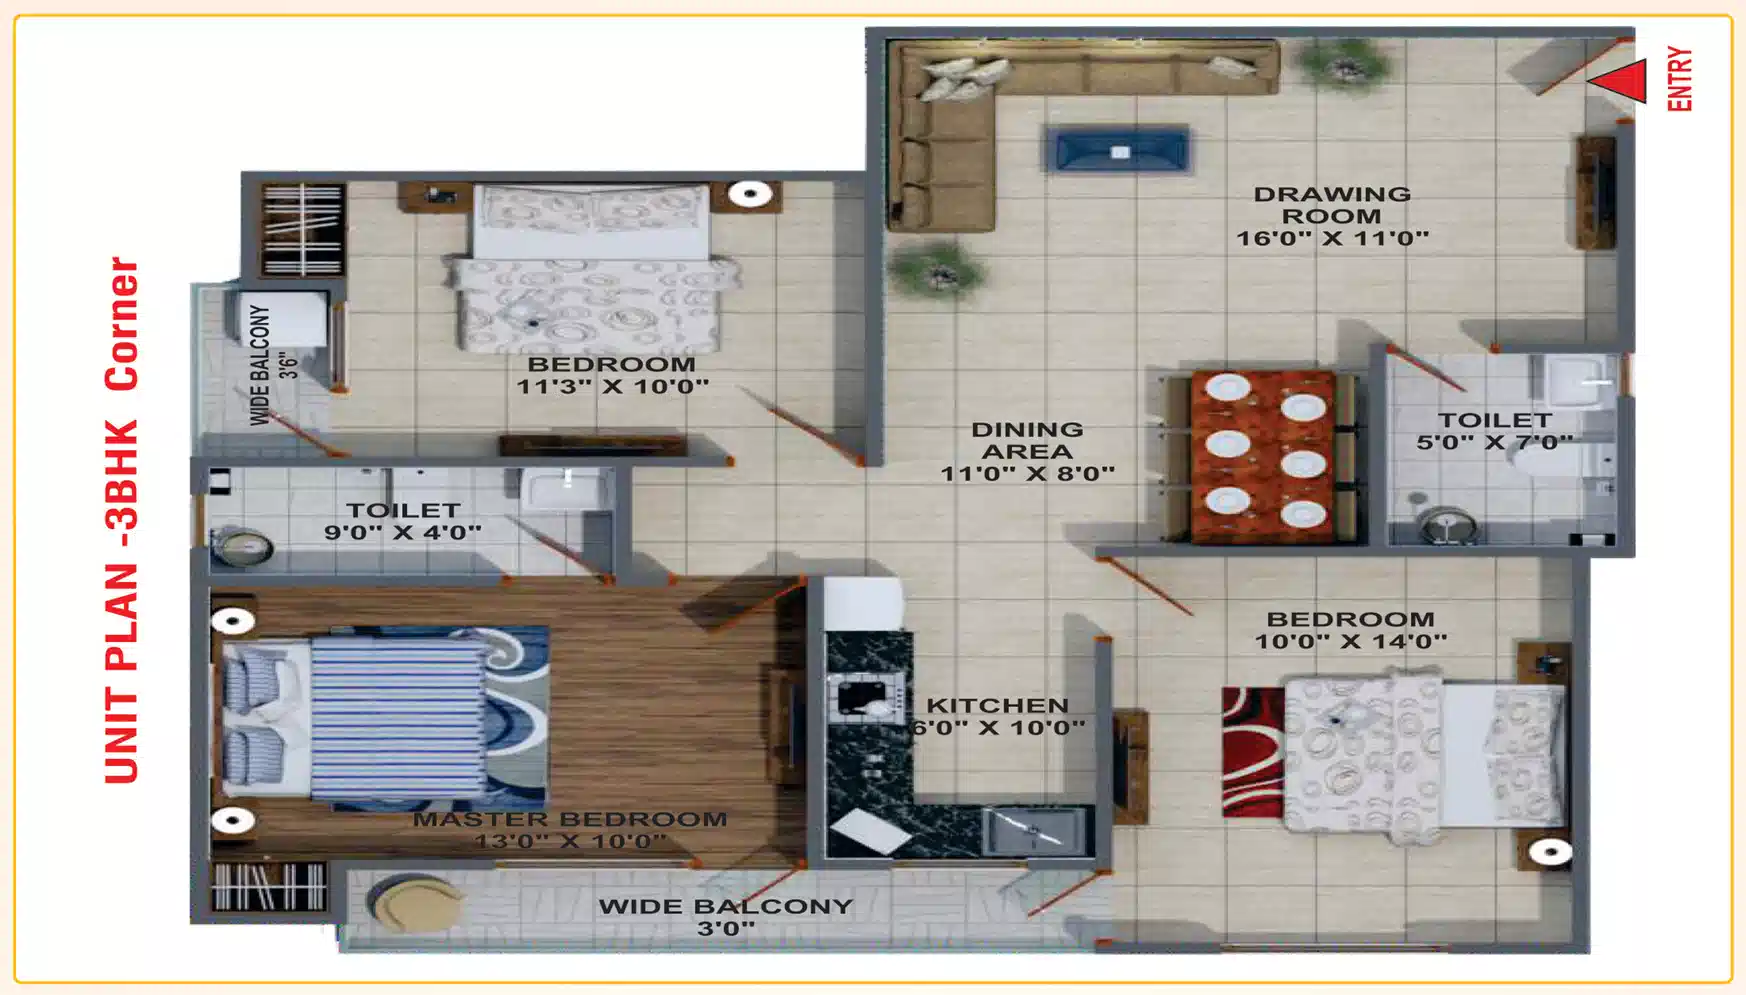 UNIT PLAN -3BHK Corner
ENTRY
DRAWING
ROOM
16'0" X 11'0"
BEDROOM
11'3" X 10'0"
WIDE BALCONY
3'6"
DINING
AREA
11'0" X 8'0"
TOILET
5'0" X 7'0"
TOILET
9'0" X 4'0"
BEDROOM
10'0" X 14'0"
KITCHEN
6'0" X 10'0"
MASTER BEDROOM
13'0" X 10'0"
WIDE BALCONY
3'0"